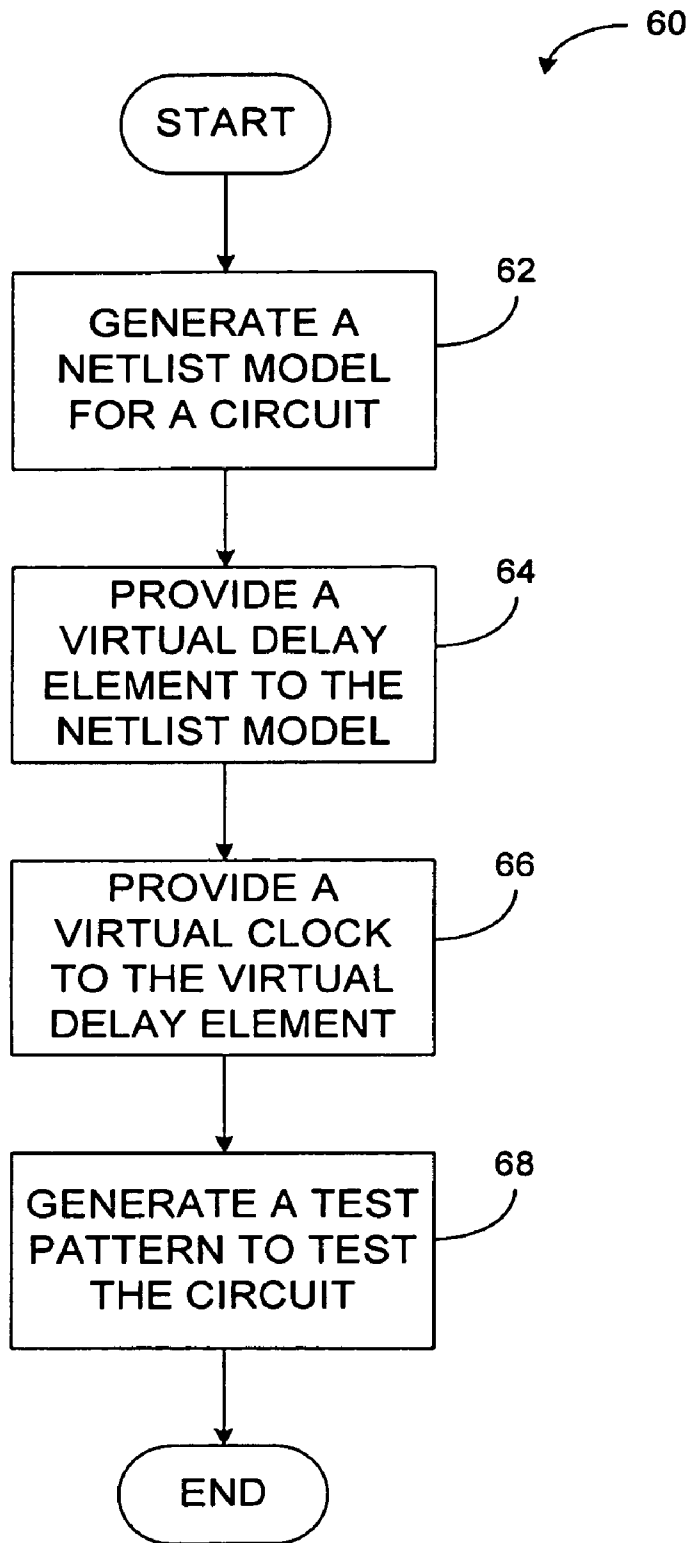 60
START
62
GENERATE A
NETLIST MODEL
FOR A CIRCUIT
64
PROVIDE A
VIRTUAL DELAY
ELEMENT TO THE
NETLIST MODEL
66
PROVIDE A
VIRTUAL CLOCK
TO THE VIRTUAL
DELAY ELEMENT
68
GENERATE A TEST
PATTERN TO TEST
THE CIRCUIT
END